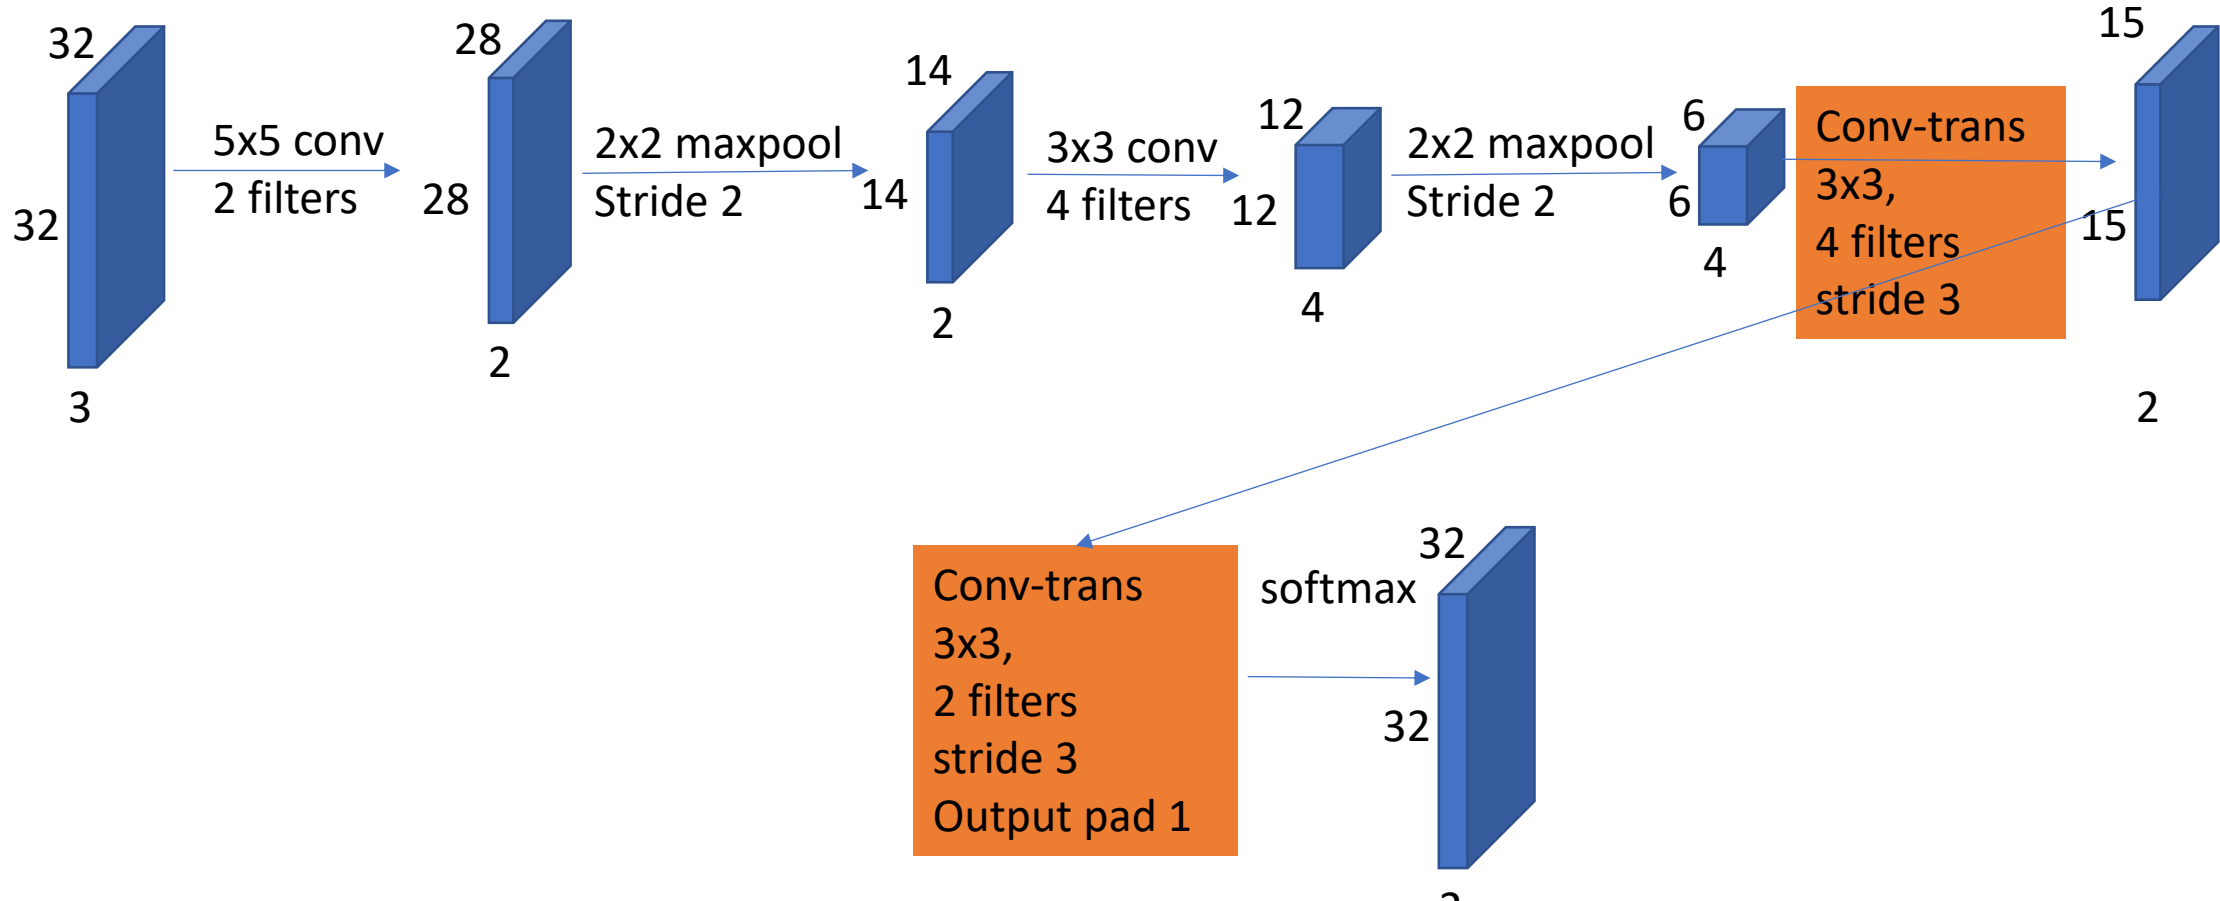 32
32
3
5x5 conv
2 filters
28
28
2
2x2 maxpool
Stride 2
14
14
2
3x3 conv
4 filters
12
12
4
2x2 maxpool
Stride 2
6
6
4
Conv-trans
3x3,
4 filters
stride 3
15
15
2
Conv-trans
3x3,
2 filters
stride 3
Output pad 1
softmax
32
32